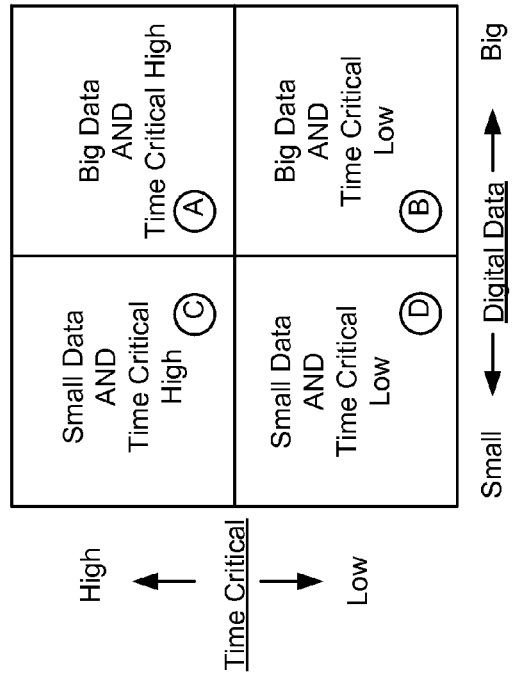 High
Time Critical
Low
Small Data
AND
Time Critical
High
C
Big Data
AND
Time Critical High
A
Small Data
AND
Time Critical
Low
D
Big Data
AND
Time Critical
Low
B
Small
Digital Data
Big